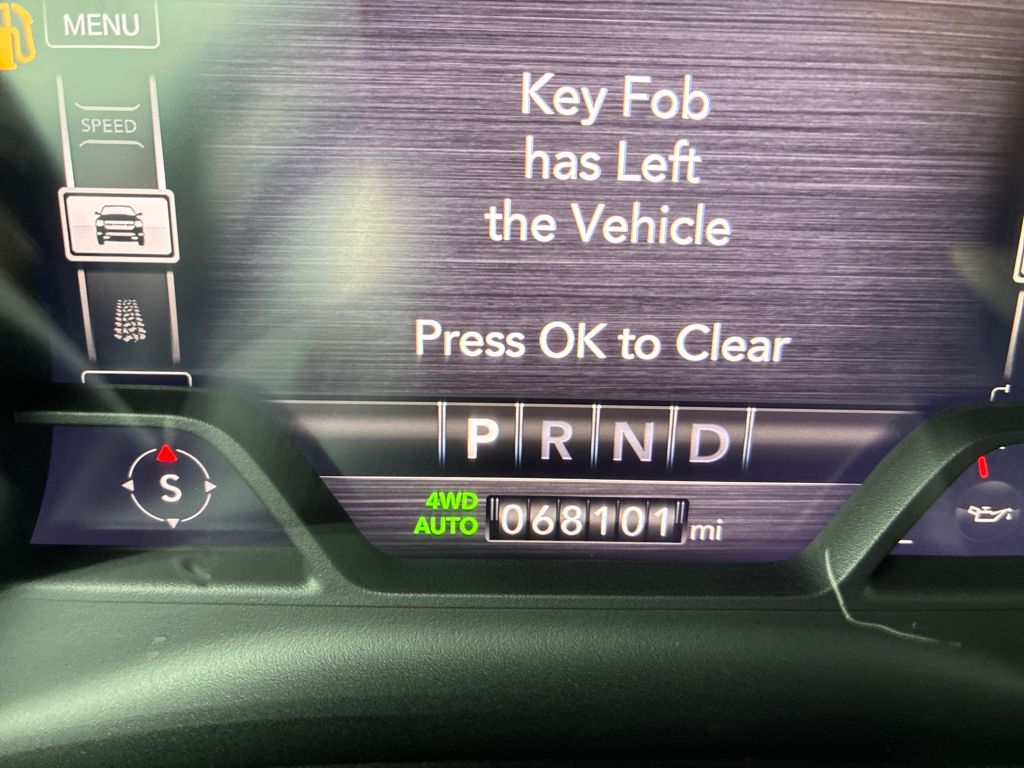 MENU
SPEED
Key Fob
has Left
the Vehicle
Press OK to Clear
P R N D
S
4WD
AUTO
068101 mi